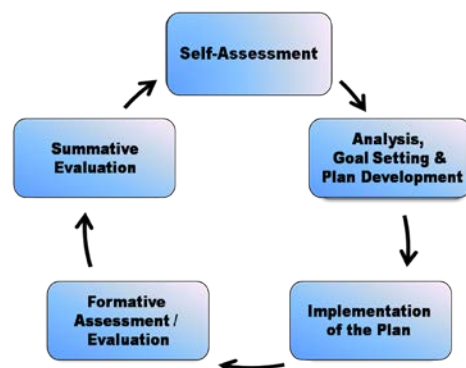 Self-Assessment
Analysis,
Goal Setting &
Plan Development
Implementation
of the Plan
Formative
Assessment /
Evaluation
Summative
Evaluation